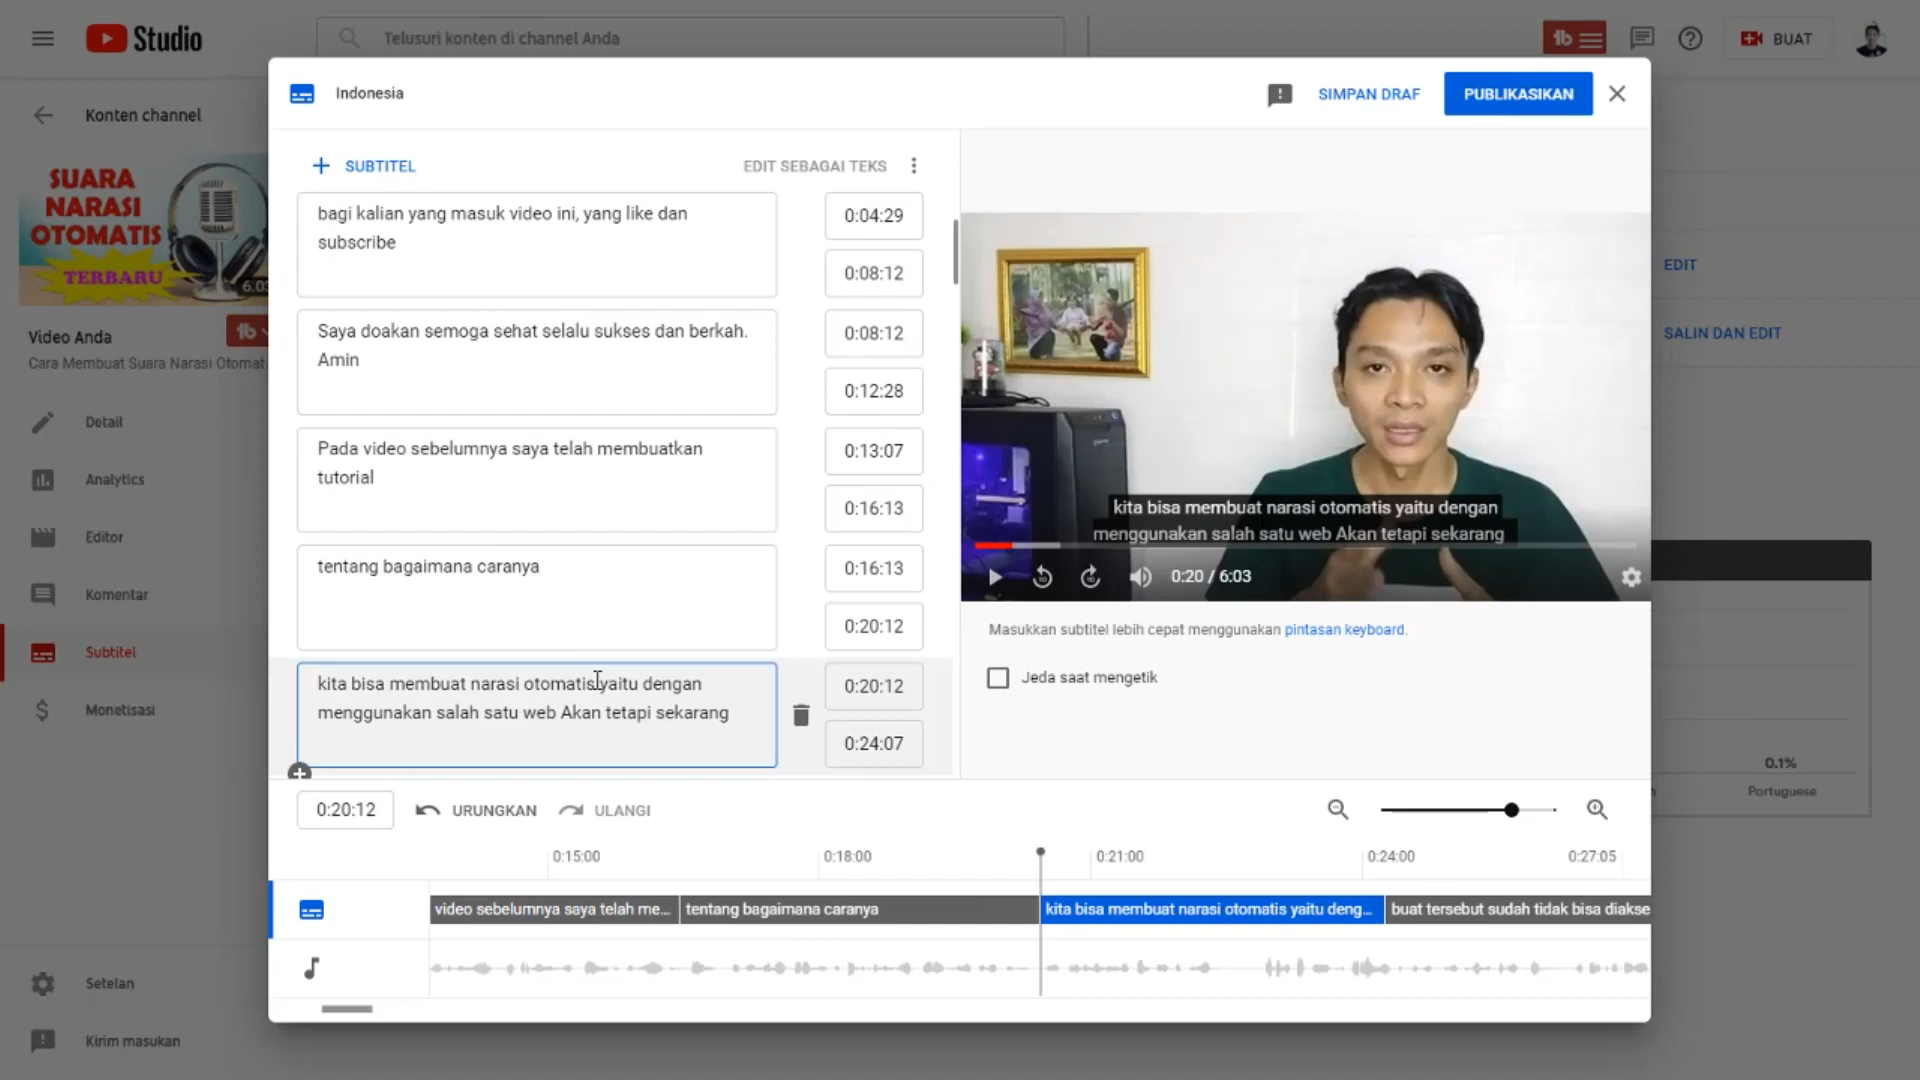 Studio
Telusuri konten di channel Anda
BUAT
Konten channel
SUARA
NARASI
OTOMATIS
TERBARU
6.03
Video Anda
Cara Membuat Suara Narasi Otomat...
Detail
Analytics
Editor
Komentar
Subtitel
Monetisasi
Setelan
Kirim masukan
Indonesia
SIMPAN DRAF
PUBLIKASIKAN
SUBTITEL
EDIT SEBAGAI TEKS
bagi kalian yang masuk video ini, yang like dan
subscribe
0:04:29
0:08:12
Saya doakan semoga sehat selalu sukses dan berkah.
Amin
0:08:12
0:12:28
Pada video sebelumnya saya telah membuatkan
tutorial
0:13:07
0:16:13
tentang bagaimana caranya
0:16:13
0:20:12
kita bisa membuat narasi otomatis yaitu dengan
menggunakan salah satu web Akan tetapi sekarang
0:20:12
0:24:07
kita bisa membuat narasi otomatis yaitu dengan
menggunakan salah satu web Akan tetapi sekarang
0:20 / 6:03
Masukkan subtitel lebih cepat menggunakan pintasan keyboard.
Jeda saat mengetik
EDIT
SALIN DAN EDIT
0.1%
Portuguese
0:20:12
URUNGKAN
ULANGI
0:15:00
0:18:00
0:21:00
0:24:00
0:27:05
video sebelumnya saya telah me...
tentang bagaimana caranya
kita bisa membuat narasi otomatis yaitu deng...
buat tersebut sudah tidak bisa diakse